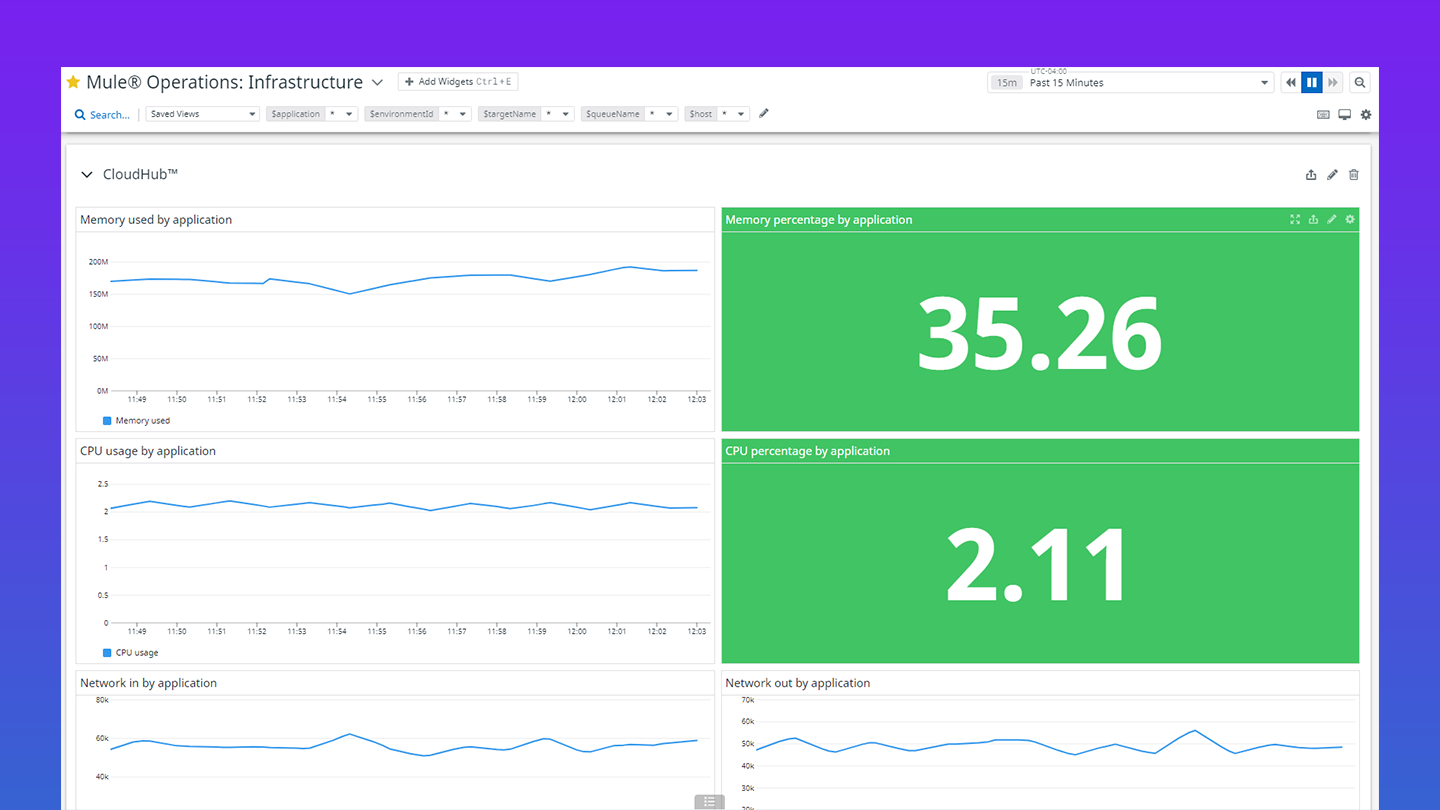 Mule® Operations: Infrastructure
Add Widgets Ctrl+E
UTC-04:00
15m Past 15 Minutes
Search...
Saved Views
$application *
$environmentId *
$targetName *
$queueName *
$host *
CloudHub™
Memory used by application
200M
150M
100M
50M
0M
11:49 11:50 11:51 11:52 11:53 11:54 11:55 11:56 11:57 11:58 11:59 12:00 12:01 12:02 12:03
Memory used
Memory percentage by application
35.26
CPU usage by application
2.5
2
1.5
1
0.5
0
11:49 11:50 11:51 11:52 11:53 11:54 11:55 11:56 11:57 11:58 11:59 12:00 12:01 12:02 12:03
CPU usage
CPU percentage by application
2.11
Network in by application
80k
60k
40k
Network out by application
70k
60k
50k
40k
30k
20k